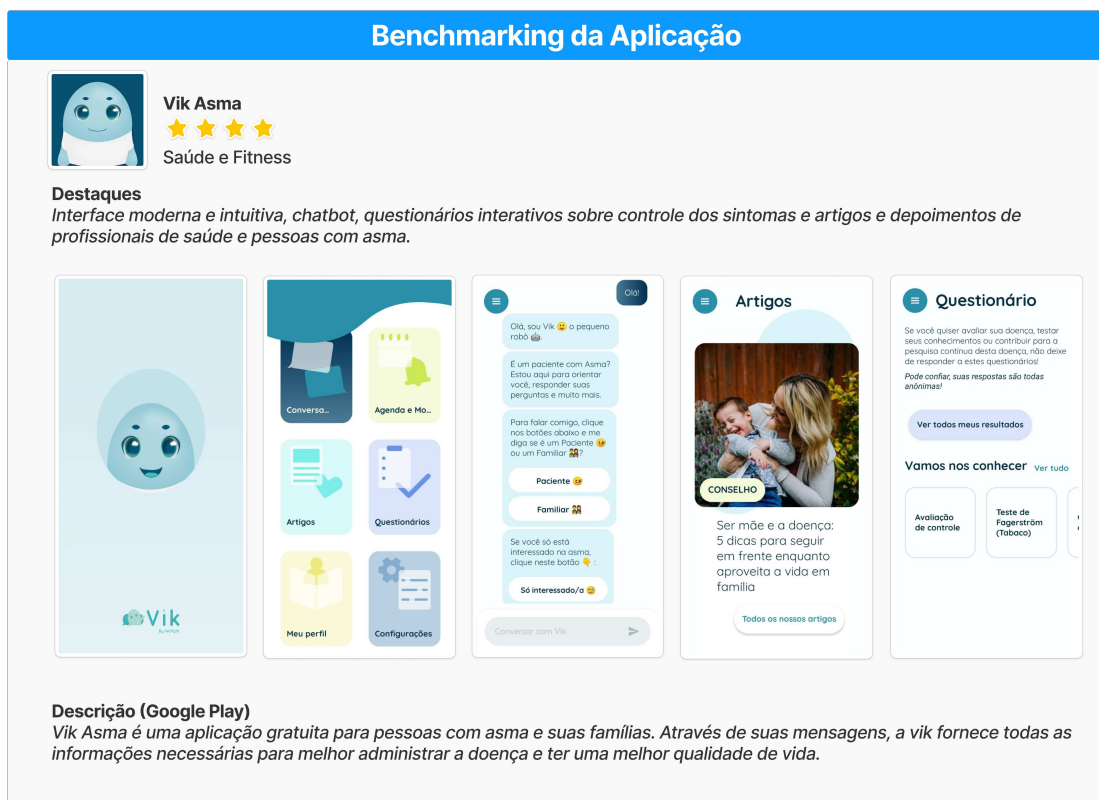 Benchmarking da Aplicação
Vik Asma
Saúde e Fitness
Destaques
Interface moderna e intuitiva, chatbot, questionários interativos sobre controle dos sintomas e artigos e depoimentos de
profissionais de saúde e pessoas com asma.
Vik
Conversa...
Agenda e Mo...
Artigos
Questionários
Meu perfil
Configurações
Olá!
Olá, sou Vik 🙂 o pequeno
robô 🤖.
É um paciente com Asma?
Estou aqui para orientar
você, responder suas
perguntas e muito mais.
Para falar comigo, clique
nos botões abaixo e me
diga se é um Paciente 🤒
ou um Familiar 👨‍👩‍👧‍👦?
Paciente 🤒
Familiar 👨‍👩‍👧‍👦
Se você só está
interessado na asma,
clique neste botão 👇 :
Só interessado/a 🧐
Conversar com Vik
Artigos
CONSELHO
Ser mãe e a doença:
5 dicas para seguir
em frente enquanto
aproveita a vida em
família
Todos os nossos artigos
Questionário
Se você quiser avaliar sua doença, testar
seus conhecimentos ou contribuir para a
pesquisa contínua desta doença, não deixe
de responder a estes questionários!
Pode confiar, suas respostas são todas
anônimas!
Ver todos meus resultados
Vamos nos conhecer Ver tudo
Avaliação
de controle
Teste de
Fagerström
(Tabaco)
Descrição (Google Play)
Vik Asma é uma aplicação gratuita para pessoas com asma e suas famílias. Através de suas mensagens, a vik fornece todas as
informações necessárias para melhor administrar a doença e ter uma melhor qualidade de vida.